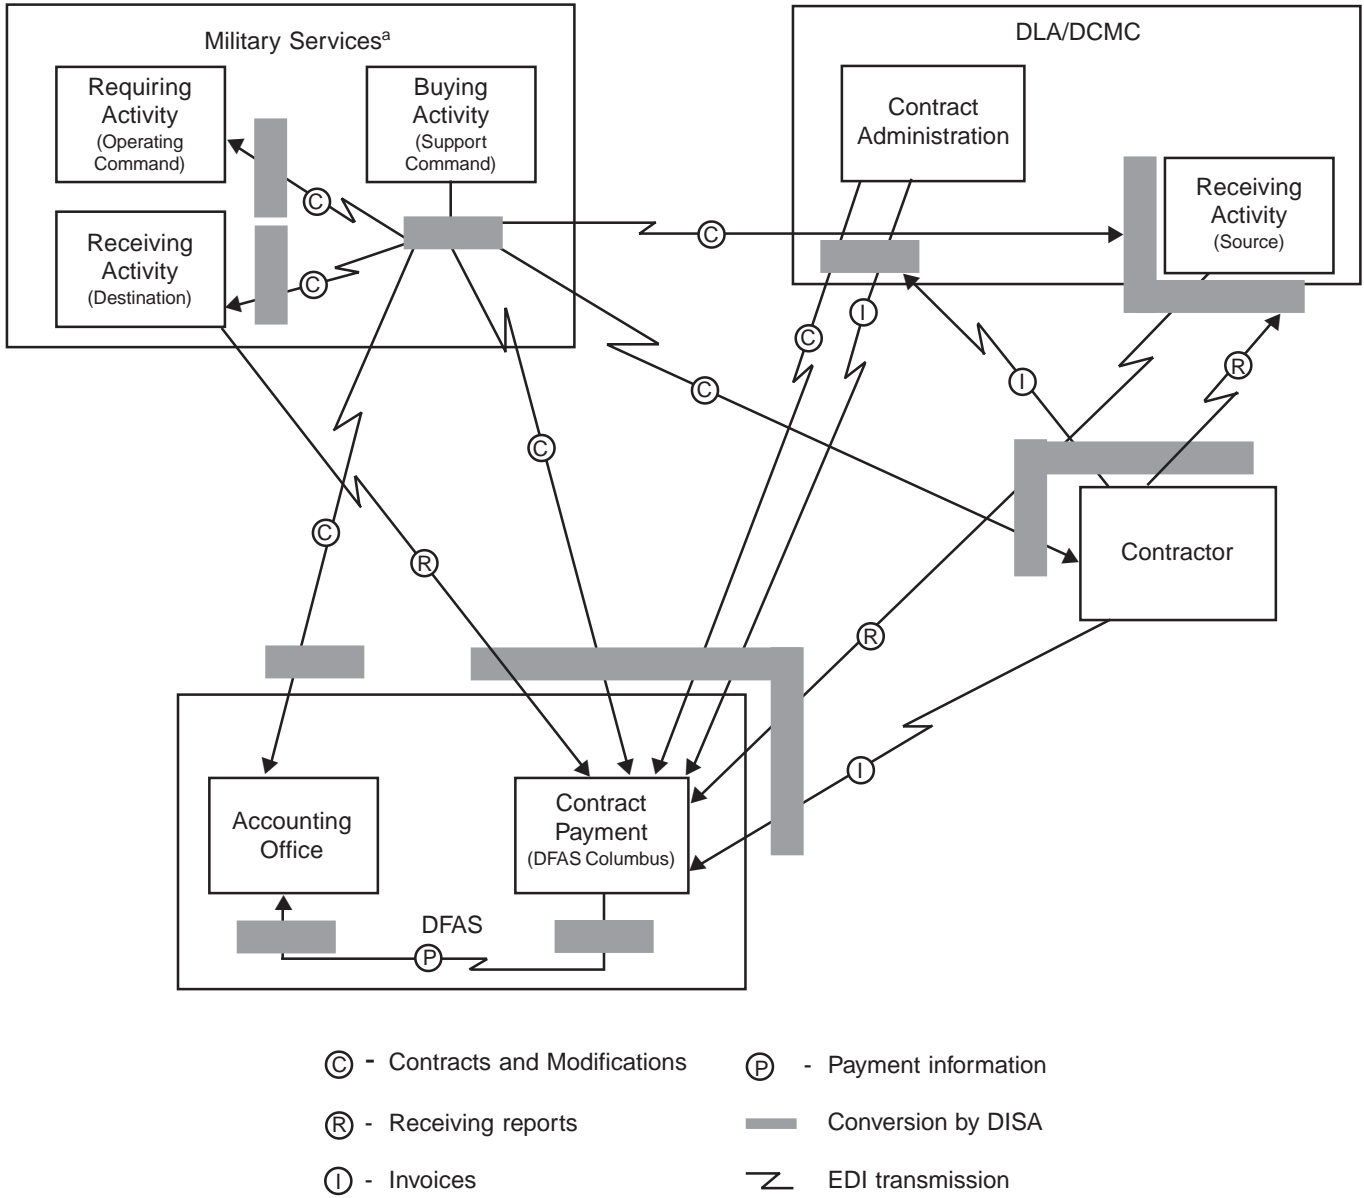 Military Servicesa
Requiring
Activity
(Operating
Command)
Buying
Activity
(Support
Command)
Receiving
Activity
(Destination)
C
C
DLA/DCMC
Contract
Administration
Receiving
Activity
(Source)
C
I
C
R
I
C
C
C
R
R
I
Contractor
Accounting
Office
Contract
Payment
(DFAS Columbus)
DFAS
P
C - Contracts and Modifications
R - Receiving reports
I - Invoices
P - Payment information
Conversion by DISA
EDI transmission